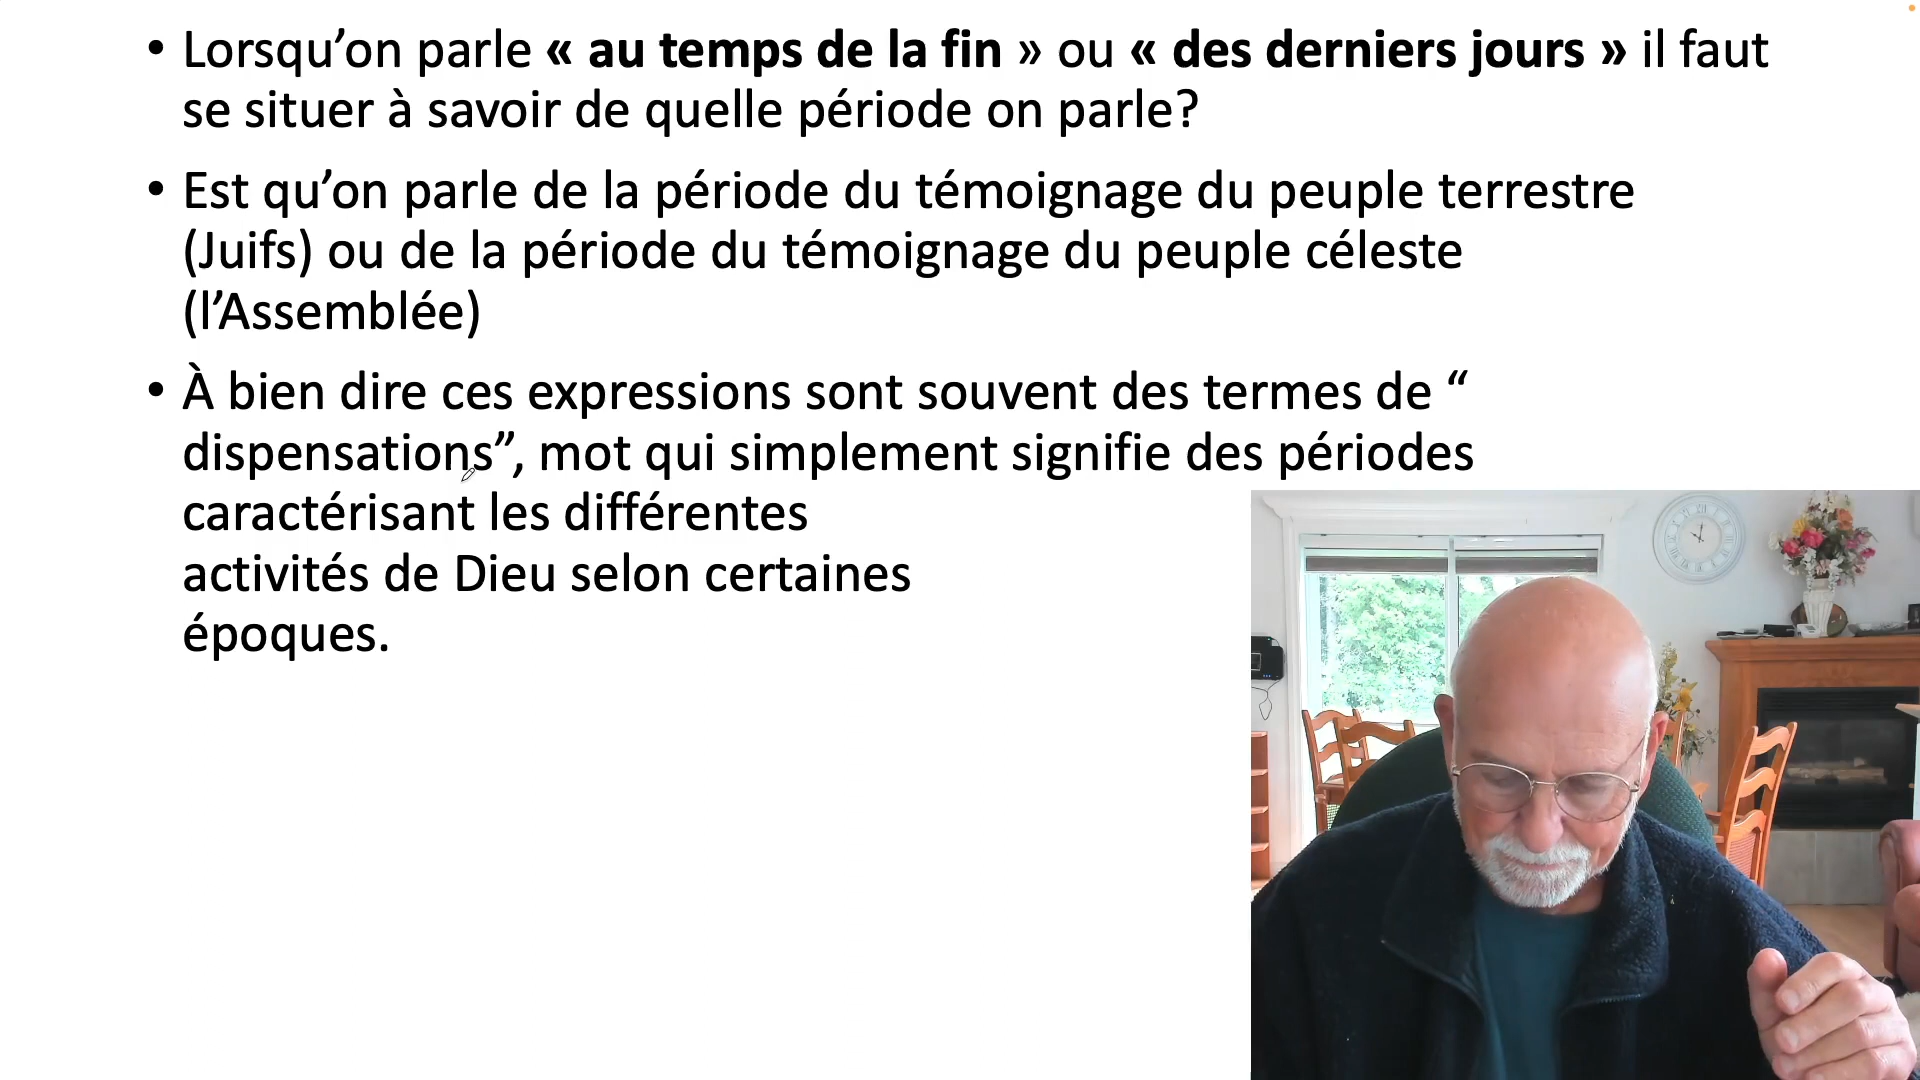 • Lorsqu’on parle « au temps de la fin » ou « des derniers jours » il faut
se situer à savoir de quelle période on parle?
• Est qu’on parle de la période du témoignage du peuple terrestre
(Juifs) ou de la période du témoignage du peuple céleste
(l’Assemblée)
• À bien dire ces expressions sont souvent des termes de “
dispensations”, mot qui simplement signifie des périodes
caractérisant les différentes
activités de Dieu selon certaines
époques.